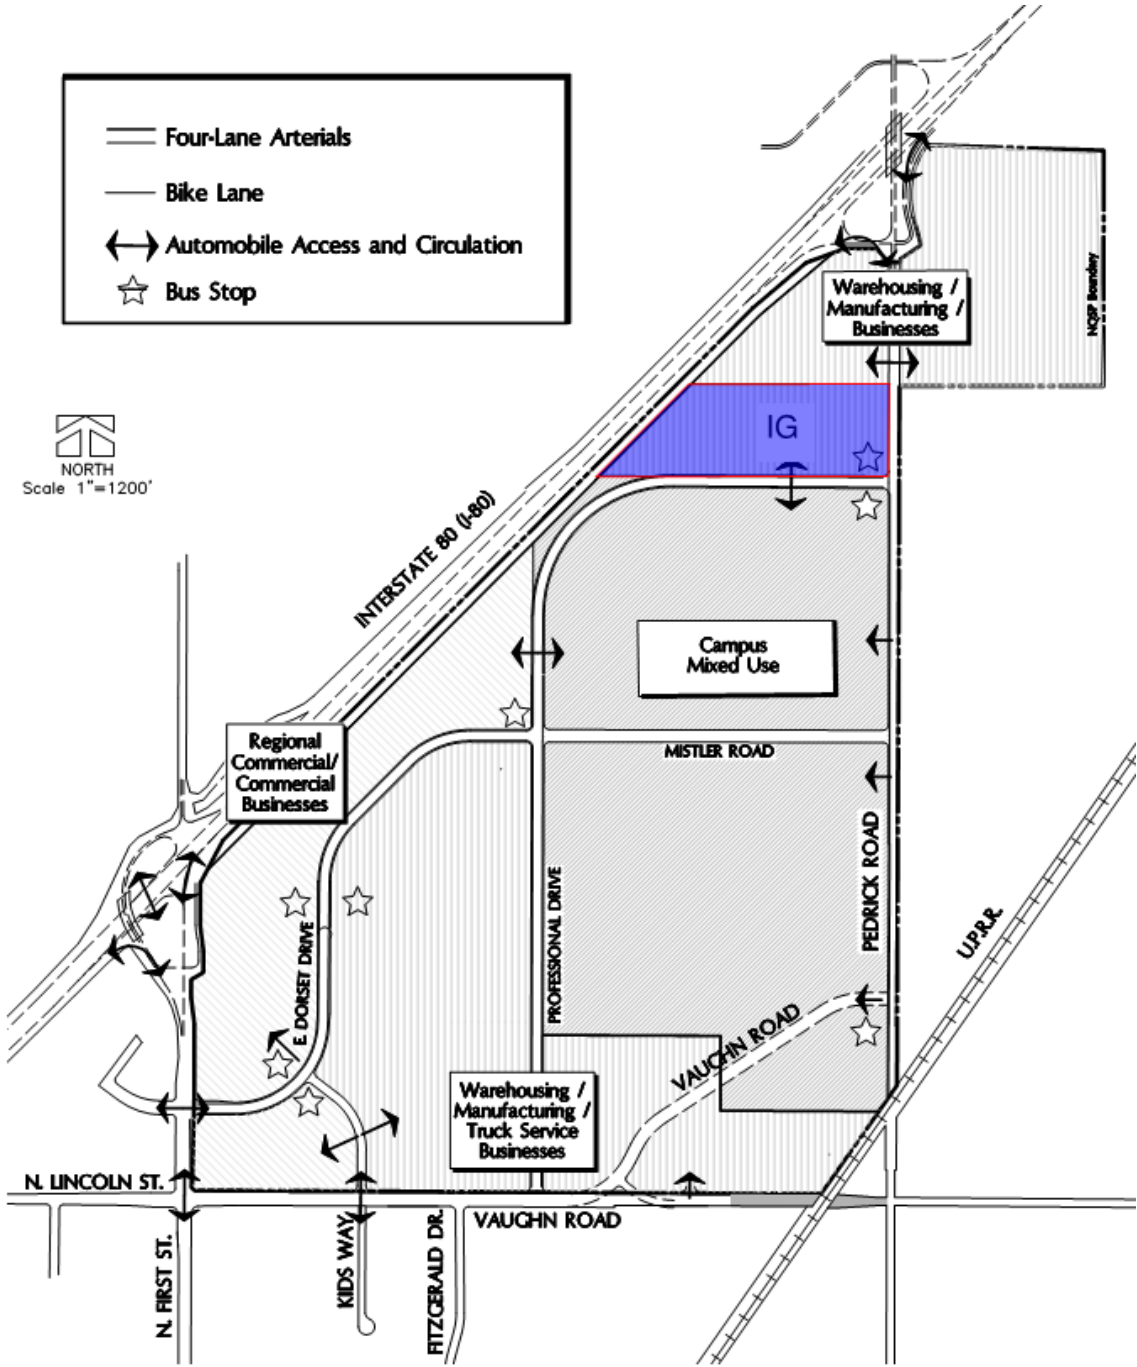 Four-Lane Arterials
Bike Lane
Automobile Access and Circulation
Bus Stop
NORTH
Scale 1"=1200'
INTERSTATE 80 (I-80)
Warehousing /
Manufacturing /
Businesses
NQSP Boundary
IG
Campus
Mixed Use
MISTLER ROAD
Regional
Commercial/
Commercial
Businesses
E. DORSET DRIVE
PROFESSIONAL DRIVE
PEDRICK ROAD
U.P.R.R.
VAUGHN ROAD
Warehousing /
Manufacturing /
Truck Service
Businesses
N. LINCOLN ST.
VAUGHN ROAD
N. FIRST ST.
KIDS WAY
FITZGERALD DR.